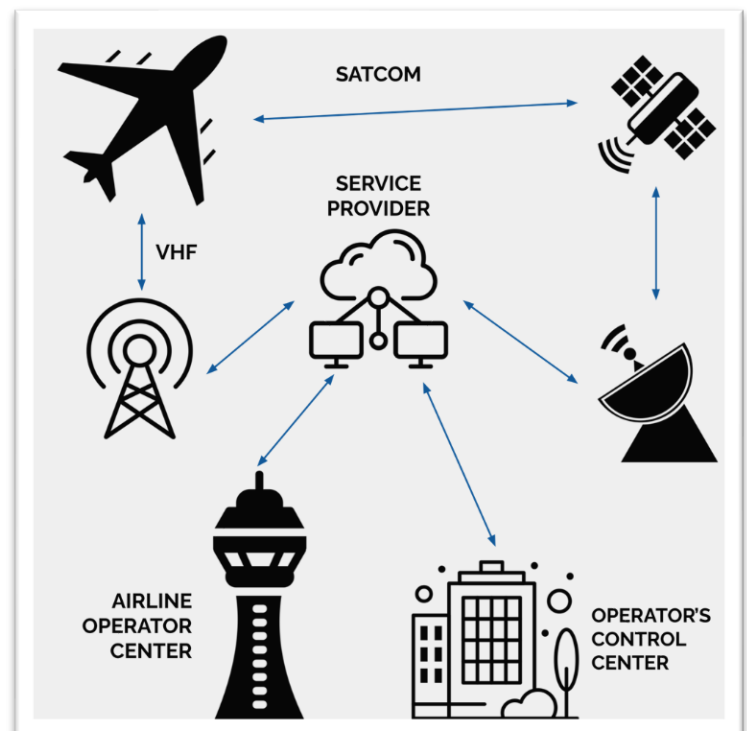 SATCOM
SERVICE
PROVIDER
VHF
AIRLINE
OPERATOR
CENTER
OPERATOR'S
CONTROL
CENTER